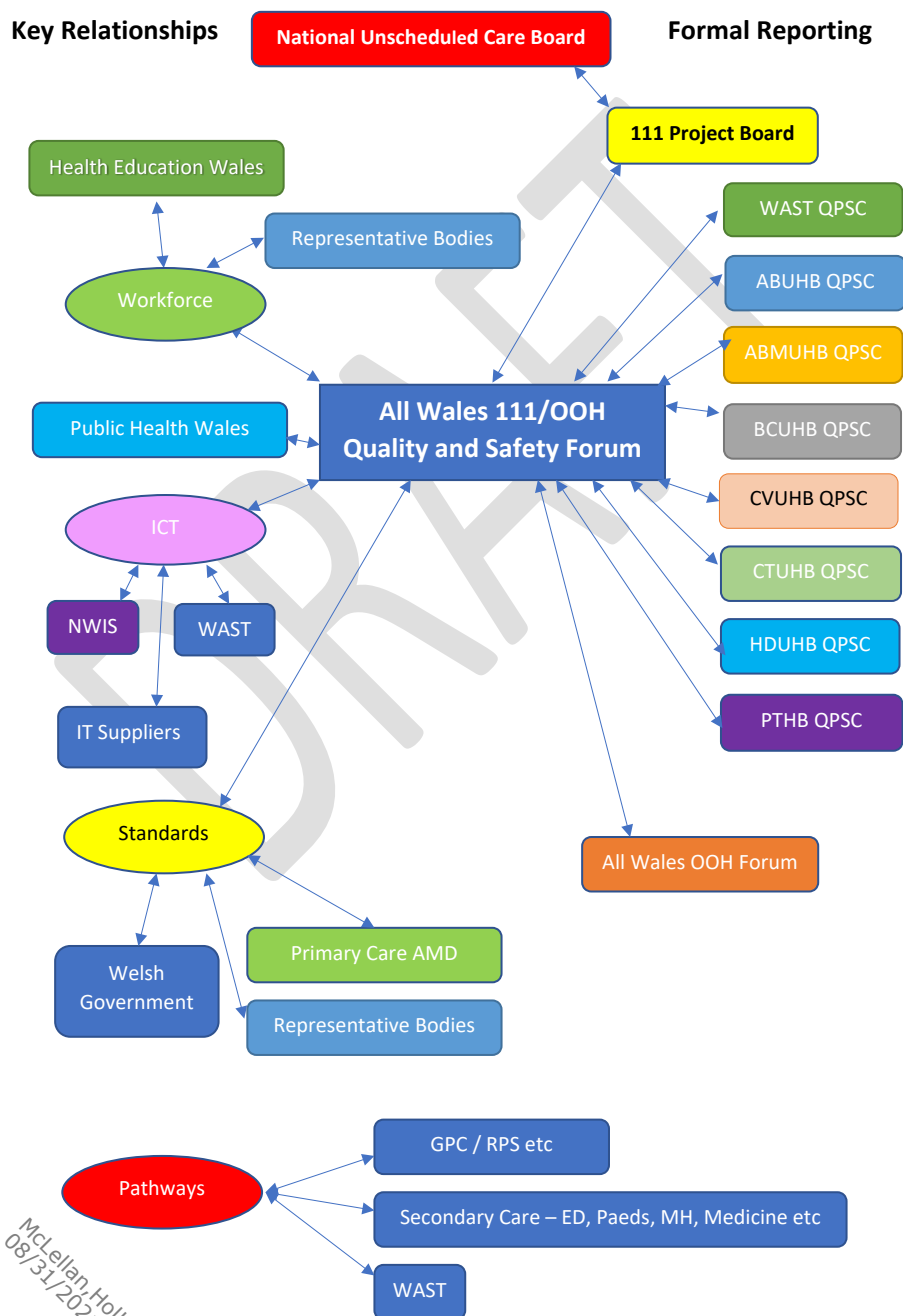 Key Relationships
National Unscheduled Care Board
Formal Reporting
111 Project Board
Health Education Wales
Representative Bodies
Workforce
WAST QPSC
ABUHB QPSC
ABMUHB QPSC
All Wales 111/OOH
Quality and Safety Forum
Public Health Wales
BCUHB QPSC
CVUHB QPSC
ICT
CTUHB QPSC
NWIS
WAST
HDUHB QPSC
IT Suppliers
PTHB QPSC
Standards
All Wales OOH Forum
Primary Care AMD
Welsh
Government
Representative Bodies
GPC / RPS etc
Pathways
Secondary Care – ED, Paeds, MH, Medicine etc
WAST
DRAFT